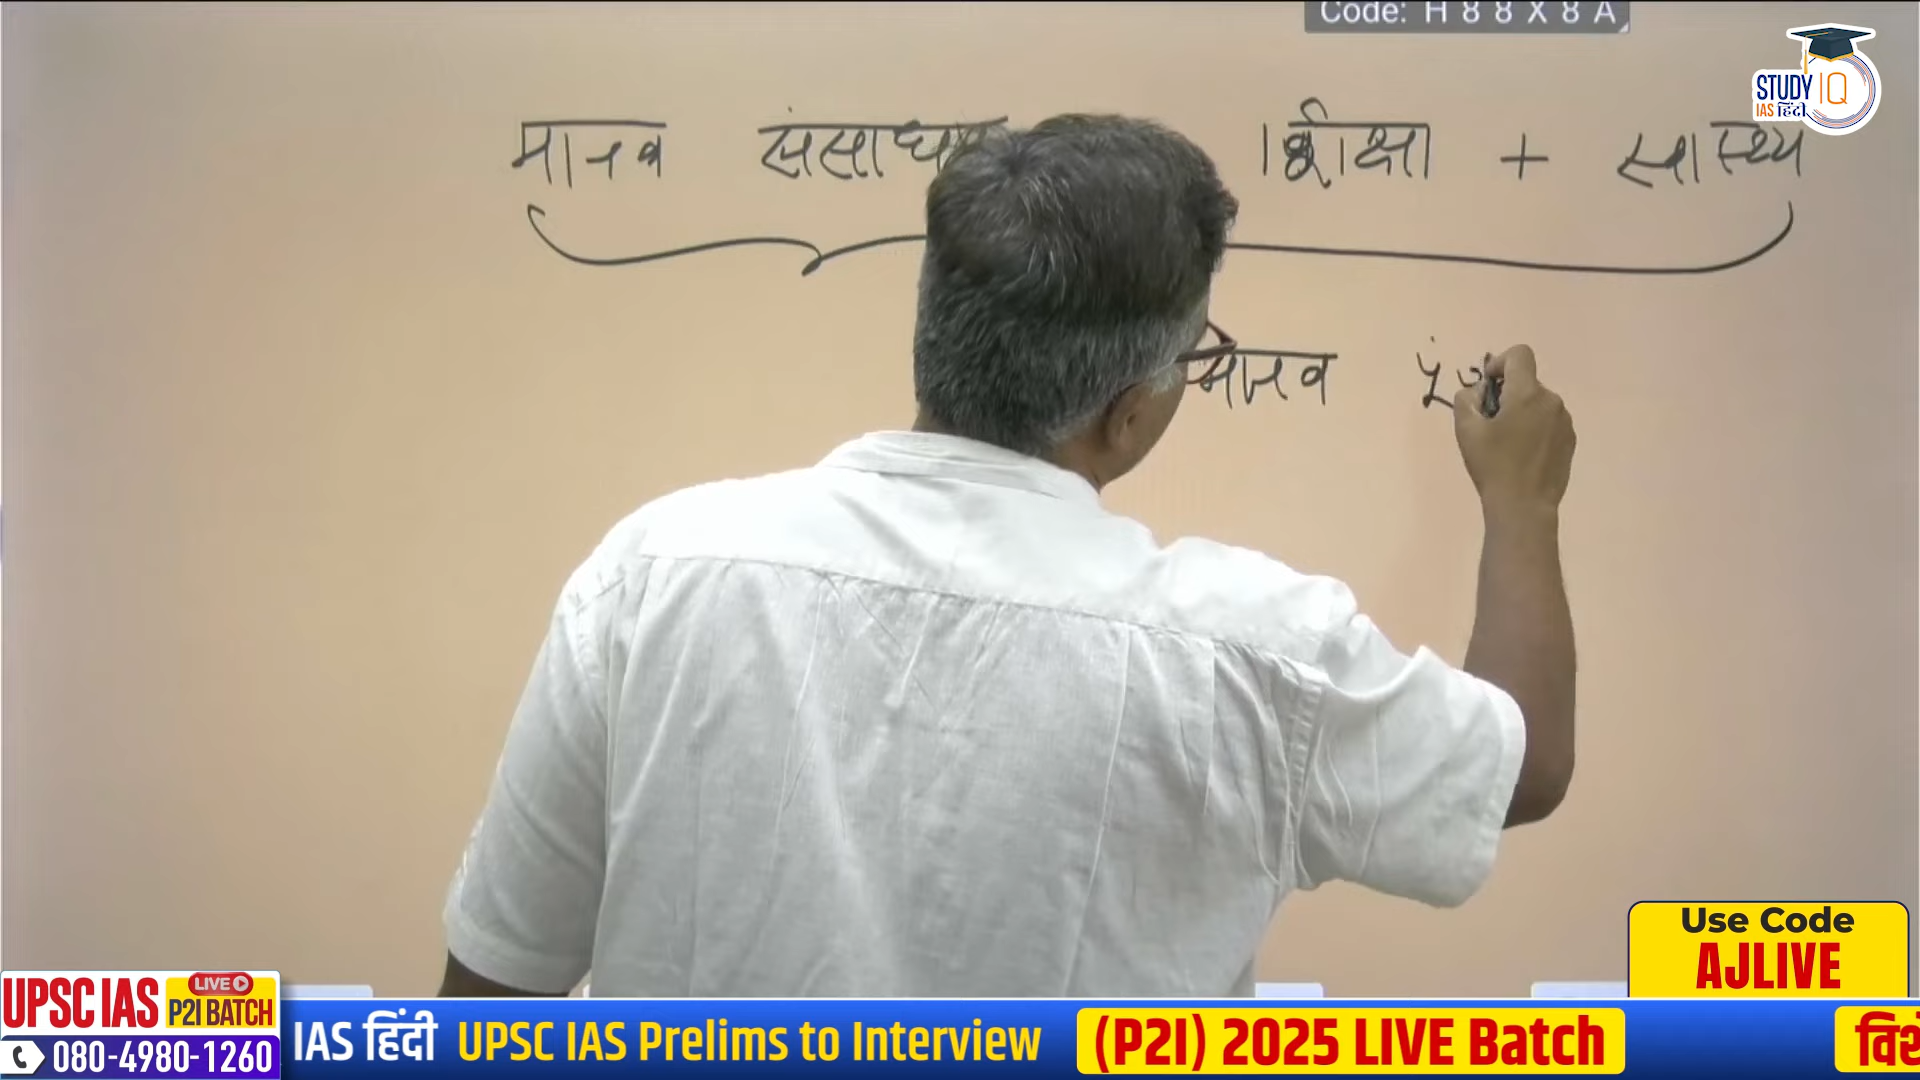 Code: H 8 8 X 8 A
STUDY IQ
IAS हिंदी
मानव संसाध शिक्षा + स्वास्थ्य
मानव
Use Code
AJLIVE
UPSC IAS LIVE
P2I BATCH
080-4980-1260
IAS हिंदी UPSC IAS Prelims to Interview (P2I) 2025 LIVE Batch